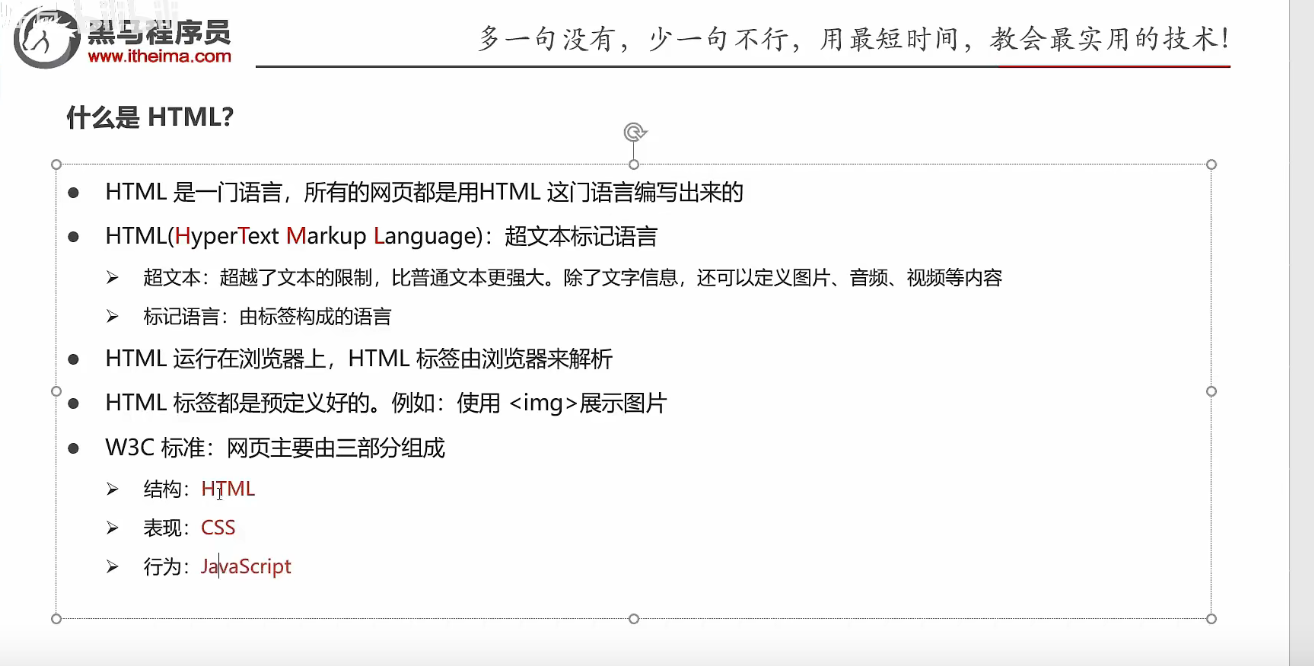 黑马程序员
www.itheima.com
多一句没有，少一句不行，用最短时间，教会最实用的技术！
什么是 HTML?
● HTML 是一门语言，所有的网页都是用HTML 这门语言编写出来的
● HTML(HyperText Markup Language)：超文本标记语言
➢ 超文本：超越了文本的限制，比普通文本更强大。除了文字信息，还可以定义图片、音频、视频等内容
➢ 标记语言：由标签构成的语言
● HTML 运行在浏览器上，HTML 标签由浏览器来解析
● HTML 标签都是预定义好的。例如：使用 <img>展示图片
● W3C 标准：网页主要由三部分组成
➢ 结构：HTML
➢ 表现：CSS
➢ 行为：JavaScript